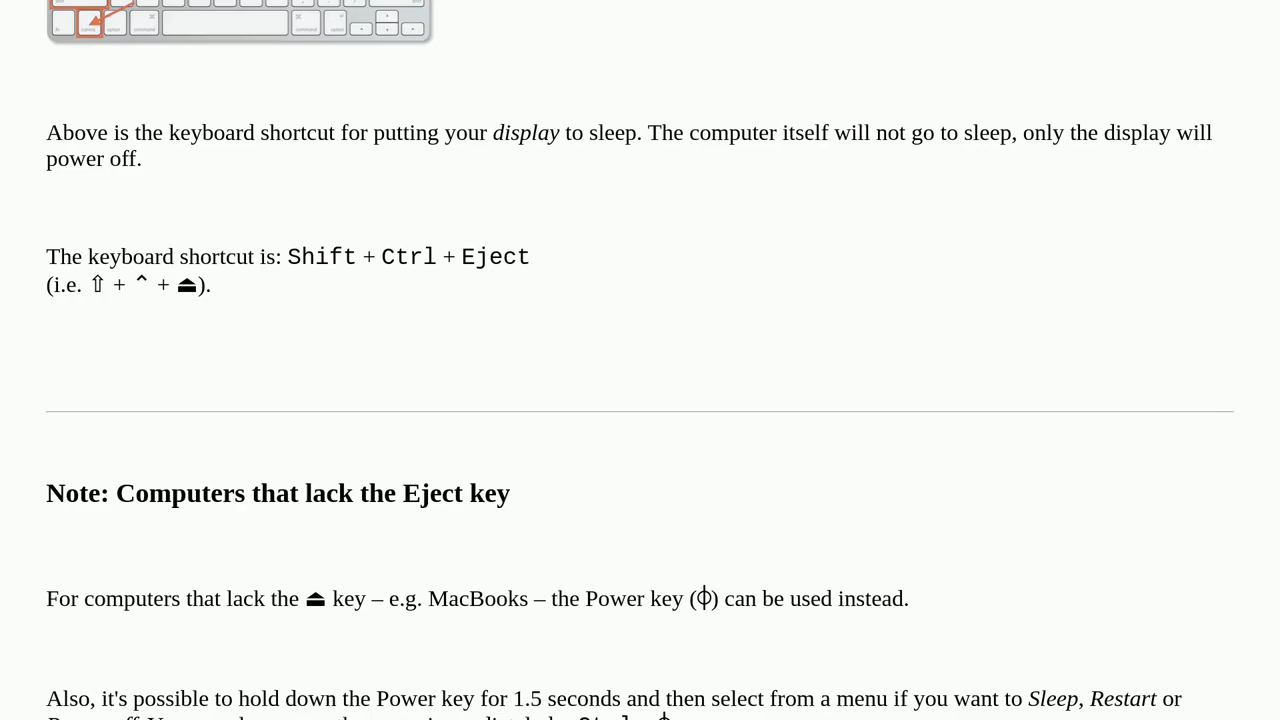 Above is the keyboard shortcut for putting your display to sleep. The computer itself will not go to sleep, only the display will
power off.
The keyboard shortcut is: Shift + Ctrl + Eject
(i.e. ⇧ + ⌃ + ⏏).
Note: Computers that lack the Eject key
For computers that lack the ⏏ key – e.g. MacBooks – the Power key (⌽) can be used instead.
Also, it's possible to hold down the Power key for 1.5 seconds and then select from a menu if you want to Sleep, Restart or